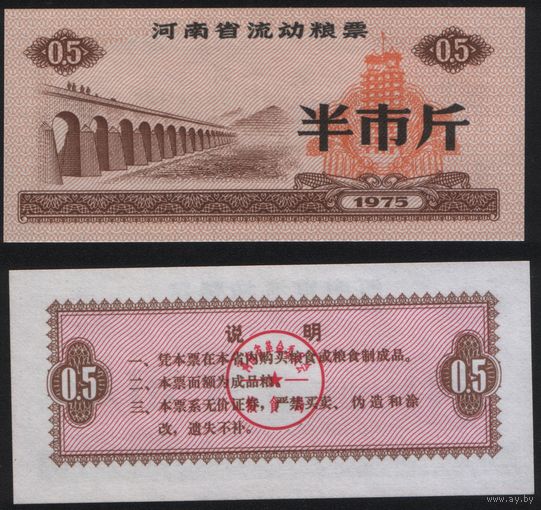 河南省流动粮票
0.5
0.5
半市斤
1975
说 明
一、凭本票在本省内购买粮食或粮食制成品。
二、本票面额为成品粮。
三、本票系无价证券，严禁买卖、伪造和涂
改，遗失不补。
0.5
0.5
www.ay.by